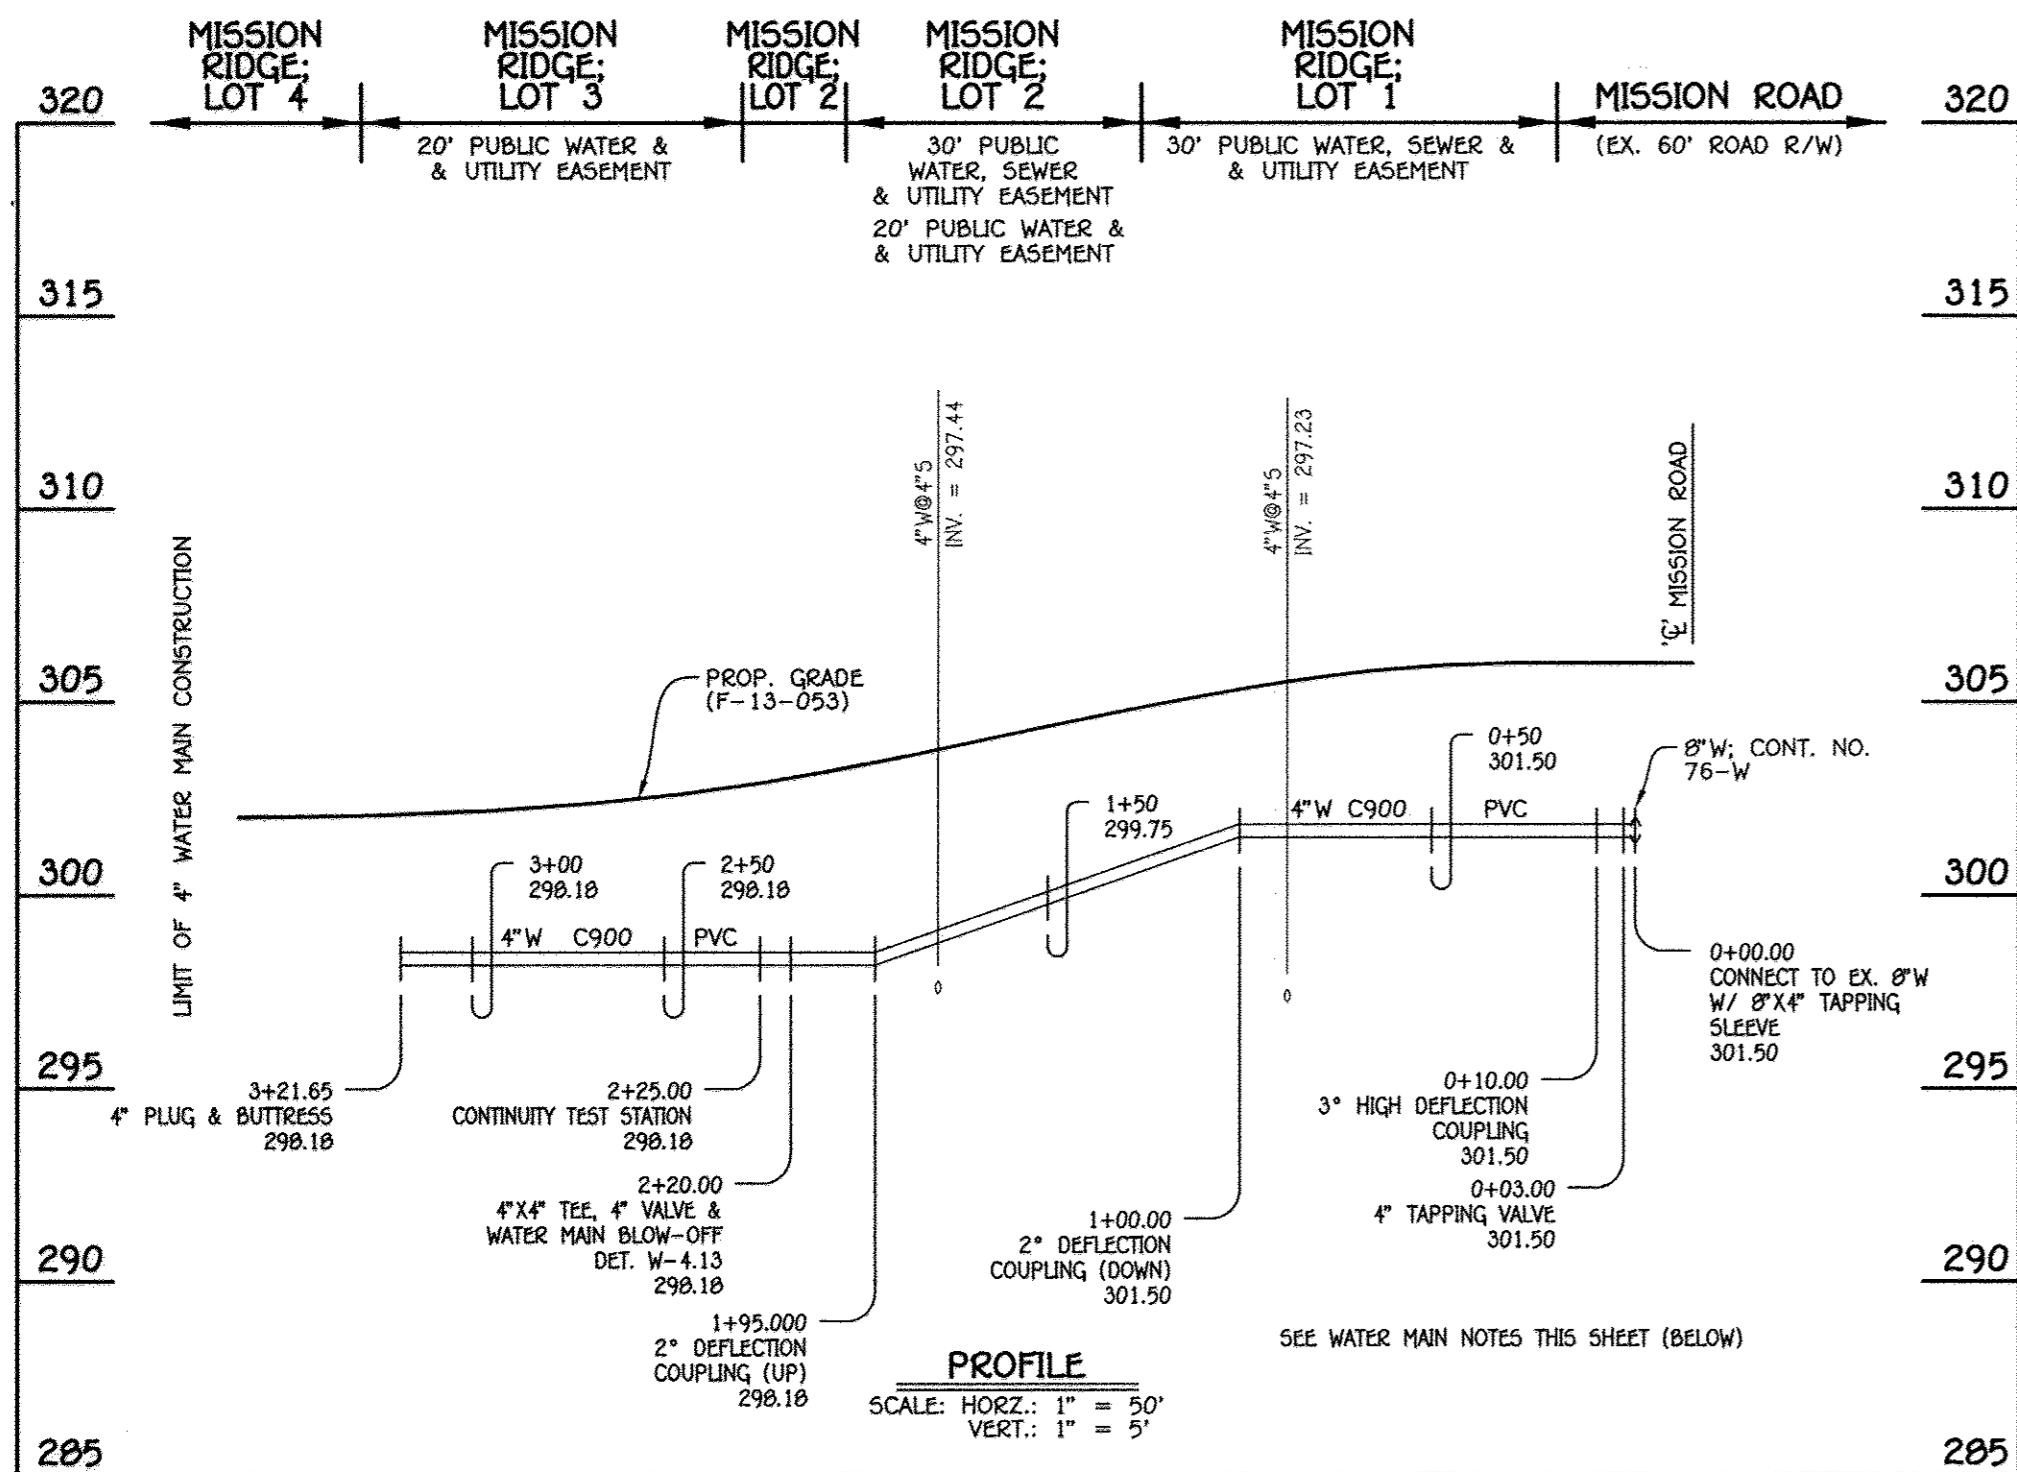 MISSION
RIDGE;
LOT 4
MISSION
RIDGE;
LOT 3
MISSION
RIDGE;
LOT 2
MISSION
RIDGE;
LOT 2
MISSION
RIDGE;
LOT 1
MISSION ROAD
320
320
20' PUBLIC WATER &
& UTILITY EASEMENT
30' PUBLIC
WATER, SEWER
& UTILITY EASEMENT
20' PUBLIC WATER &
& UTILITY EASEMENT
30' PUBLIC WATER, SEWER &
& UTILITY EASEMENT
(EX. 60' ROAD R/W)
315
315
310
310
305
305
300
300
295
295
290
290
285
285
LIMIT OF 4" WATER MAIN CONSTRUCTION
4"W@4"S
INV. = 297.44
4"W@4"S
INV. = 297.23
℄ MISSION ROAD
PROP. GRADE
(F-13-053)
0+50
301.50
8"W; CONT. NO.
76-W
1+50
299.75
4"W C900 PVC
3+00
298.18
2+50
298.18
4"W C900 PVC
0+00.00
CONNECT TO EX. 8"W
W/ 8"X4" TAPPING
SLEEVE
301.50
3+21.65
4" PLUG & BUTTRESS
298.18
2+25.00
CONTINUITY TEST STATION
298.18
0+10.00
3° HIGH DEFLECTION
COUPLING
301.50
2+20.00
4"X4" TEE, 4" VALVE &
WATER MAIN BLOW-OFF
DET. W-4.13
298.18
0+03.00
4" TAPPING VALVE
301.50
1+00.00
2° DEFLECTION
COUPLING (DOWN)
301.50
1+95.000
2° DEFLECTION
COUPLING (UP)
298.18
SEE WATER MAIN NOTES THIS SHEET (BELOW)
PROFILE
SCALE: HORZ.: 1" = 50'
VERT.: 1" = 5'